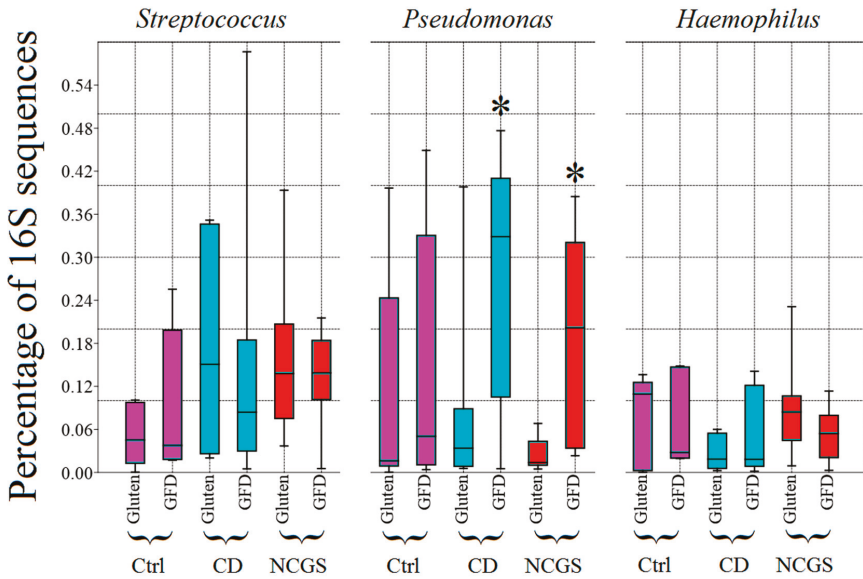 Streptococcus Pseudomonas Haemophilus
Percentage of 16S sequences
0.54
0.48
0.42
0.36
0.30
0.24
0.18
0.12
0.06
0.00
* *
Gluten GFD Gluten GFD Gluten GFD Gluten GFD Gluten GFD Gluten GFD Gluten GFD Gluten GFD Gluten GFD
Ctrl CD NCGS Ctrl CD NCGS Ctrl CD NCGS